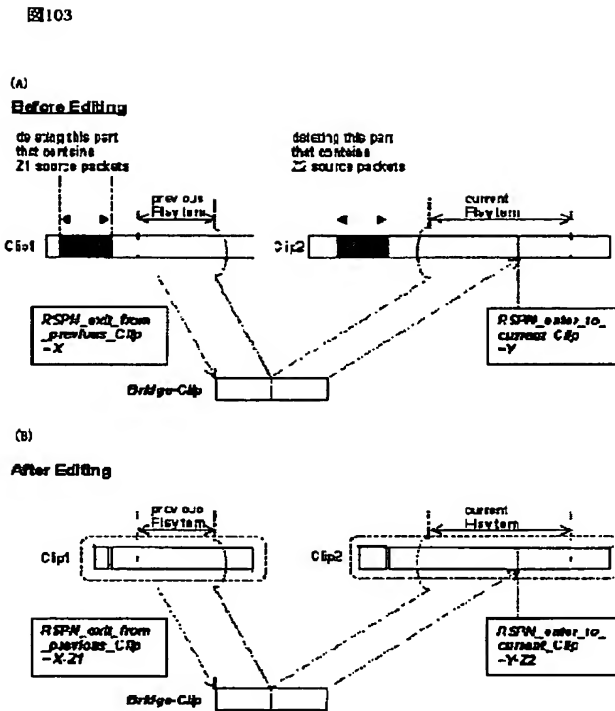 図103
(A)
Before Editing
deleting this part
that contains
Z1 source packets
deleting this part
that contains
Z2 source packets
previous
PlayItem
current
PlayItem
Clip1
Clip2
RSPN_exit_from
_previous_Clip
=X
RSPN_enter_to_
current_Clip
=Y
Bridge-Clip
(B)
After Editing
previous
PlayItem
current
PlayItem
Clip1
Clip2
RSPN_exit_from
_previous_Clip
=X-Z1
RSPN_enter_to_
current_Clip
=Y-Z2
Bridge-Clip